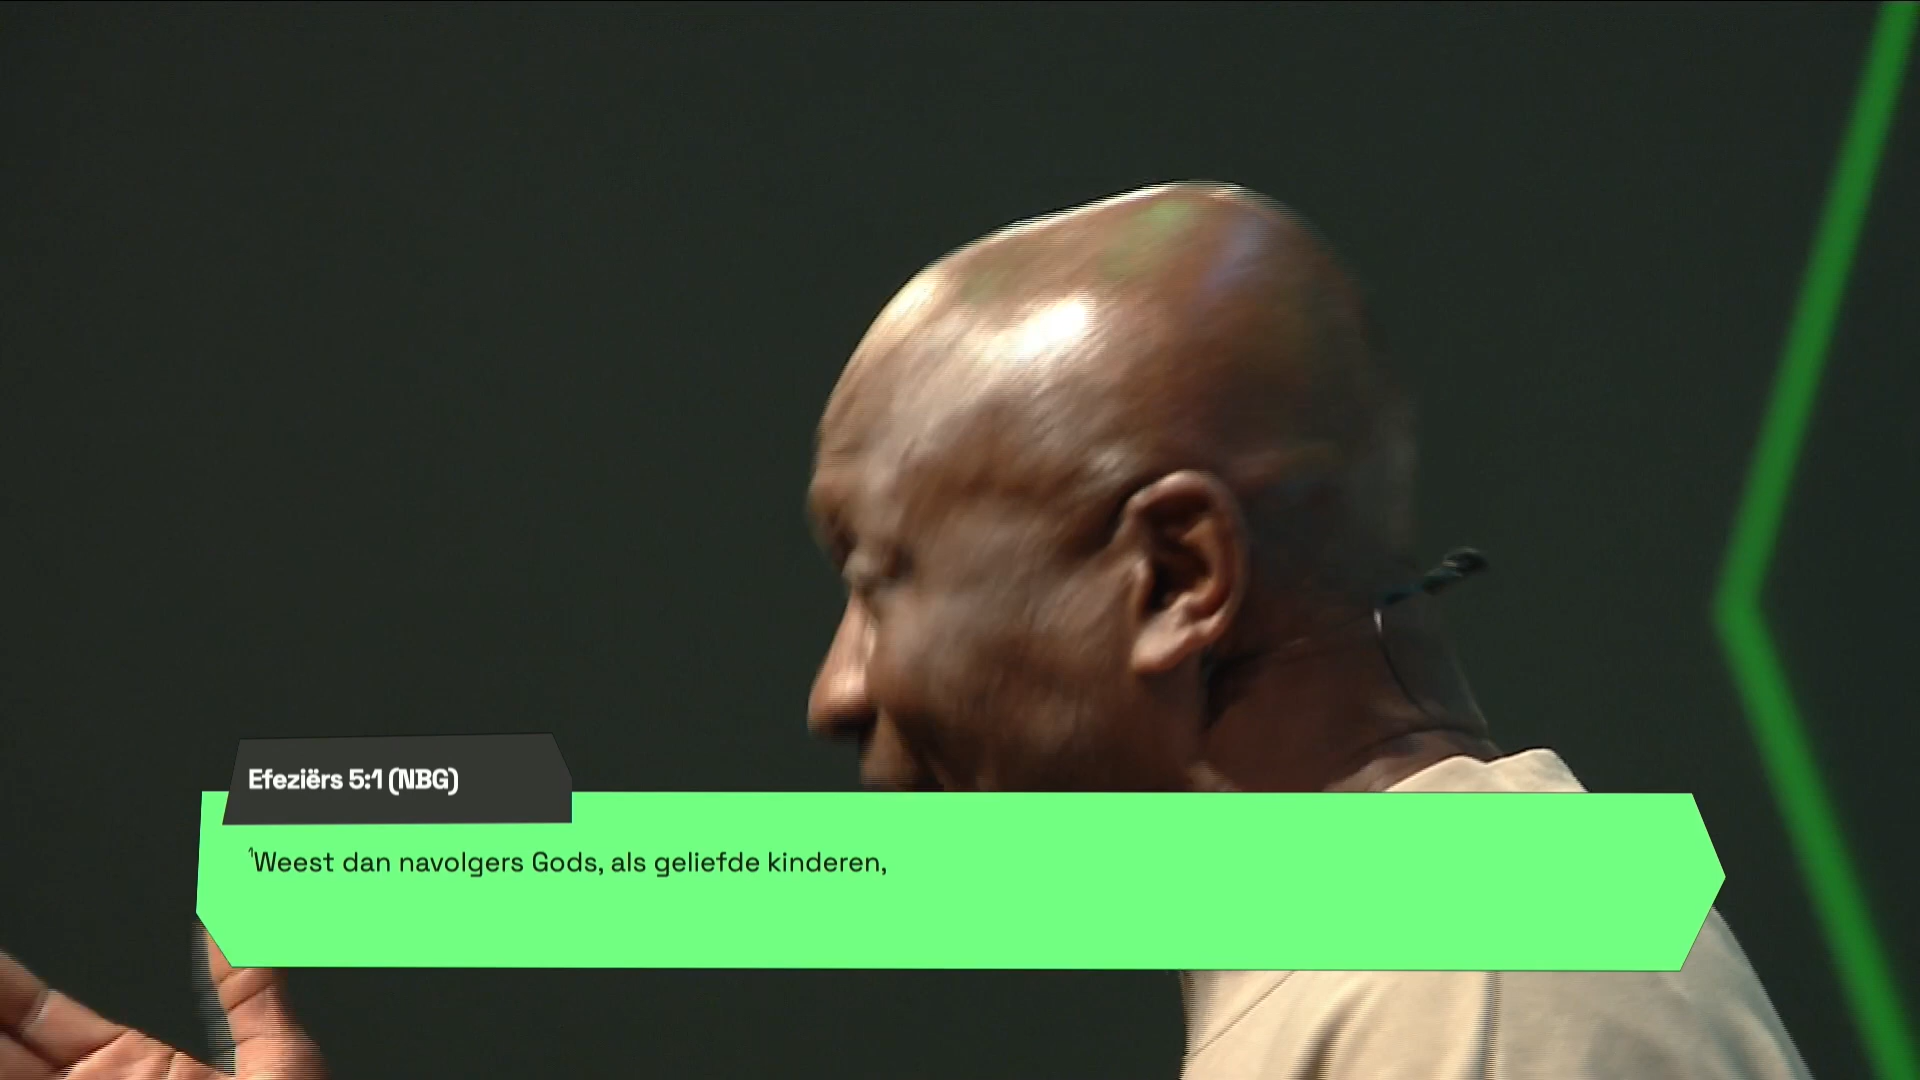 Efeziërs 5:1 (NBG)
¹Weest dan navolgers Gods, als geliefde kinderen,